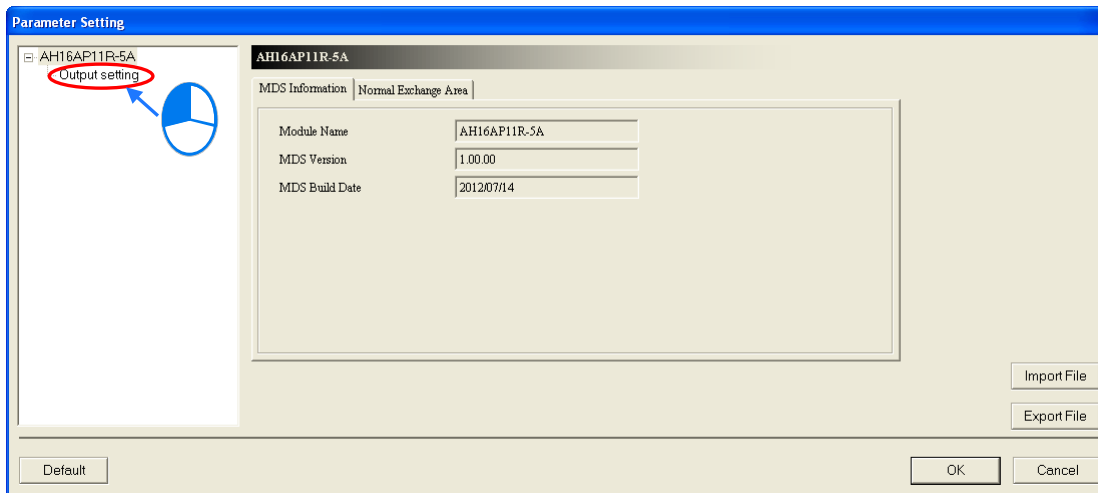 Parameter Setting
AH16AP11R-5A
Output setting
AH16AP11R-5A
MDS Information
Normal Exchange Area
Module Name
AH16AP11R-5A
MDS Version
1.00.00
MDS Build Date
2012/07/14
Import File
Export File
Default
OK
Cancel